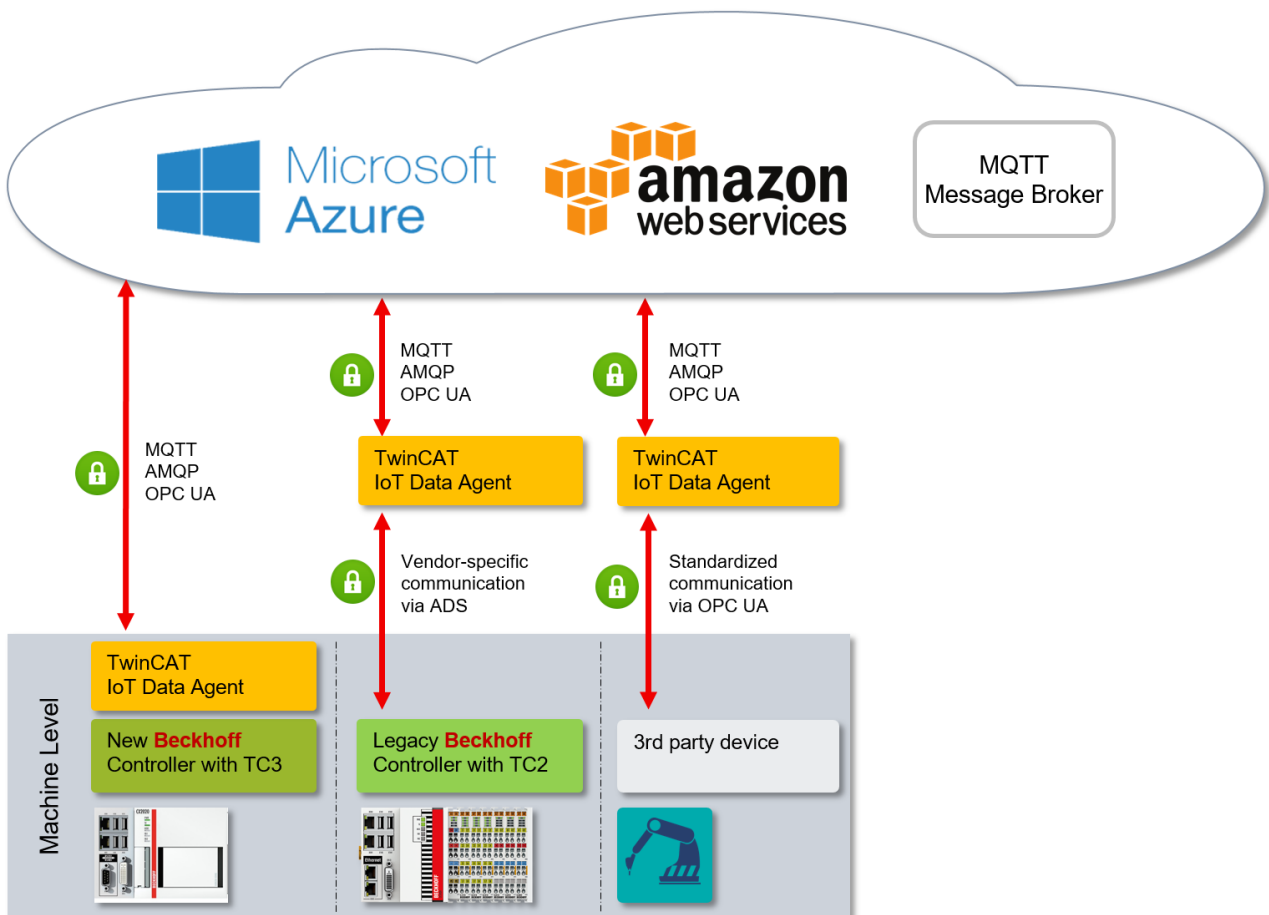 Microsoft
Azure
amazon
web services
MQTT
Message Broker
MQTT
AMQP
OPC UA
MQTT
AMQP
OPC UA
MQTT
AMQP
OPC UA
TwinCAT
IoT Data Agent
TwinCAT
IoT Data Agent
Vendor-specific
communication
via ADS
Standardized
communication
via OPC UA
Machine Level
TwinCAT
IoT Data Agent
New Beckhoff
Controller with TC3
Legacy Beckhoff
Controller with TC2
3rd party device
Ethernet
BECKHOFF